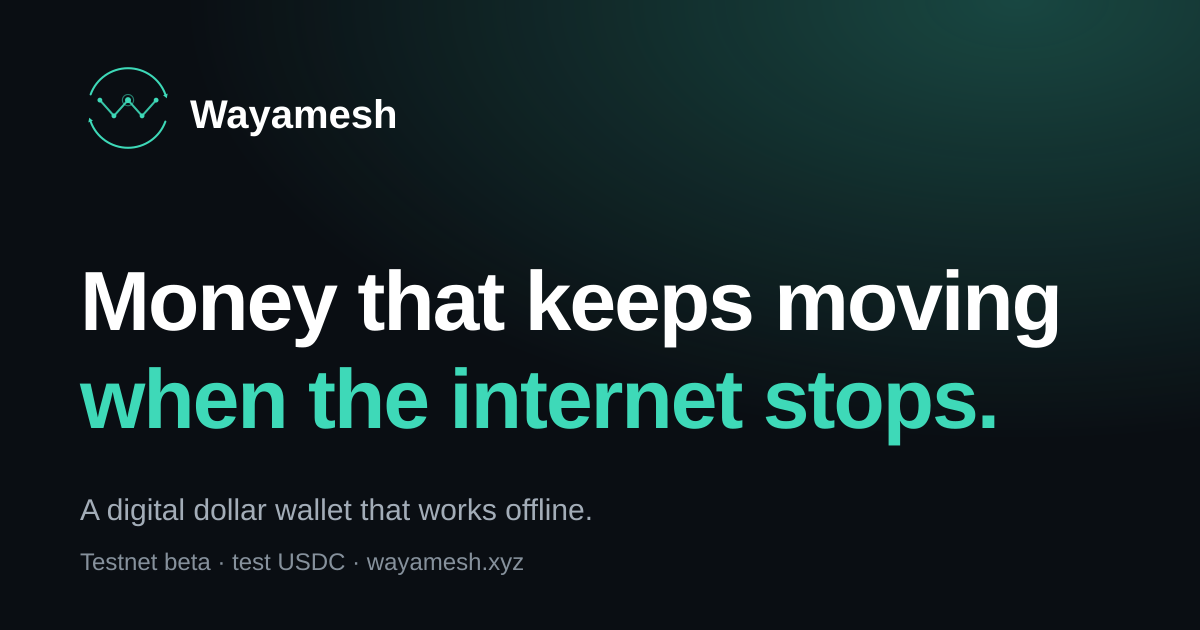 Wayamesh
Money that keeps moving
when the internet stops.
A digital dollar wallet that works offline.
Testnet beta · test USDC · wayamesh.xyz